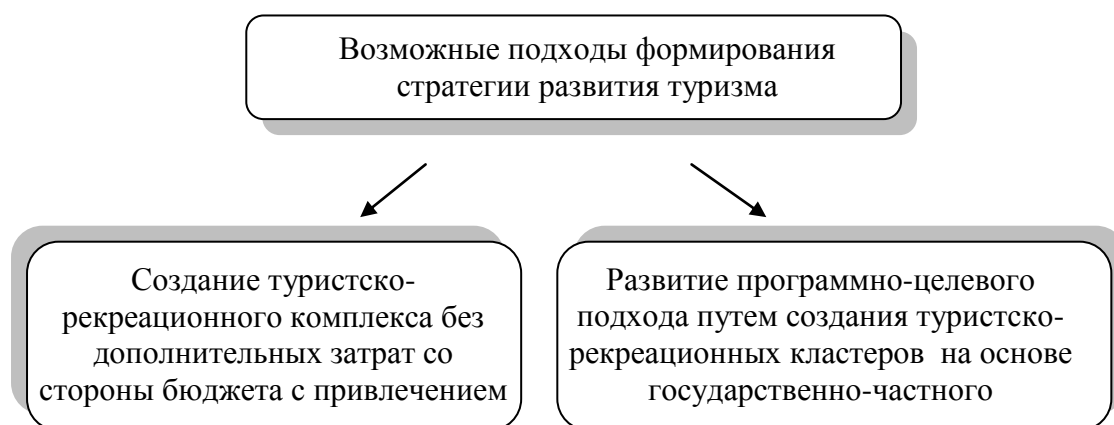 Возможные подходы формирования
стратегии развития туризма
Создание туристско-
рекреационного комплекса без
дополнительных затрат со
стороны бюджета с привлечением
Развитие программно-целевого
подхода путем создания туристско-
рекреационных кластеров на основе
государственно-частного